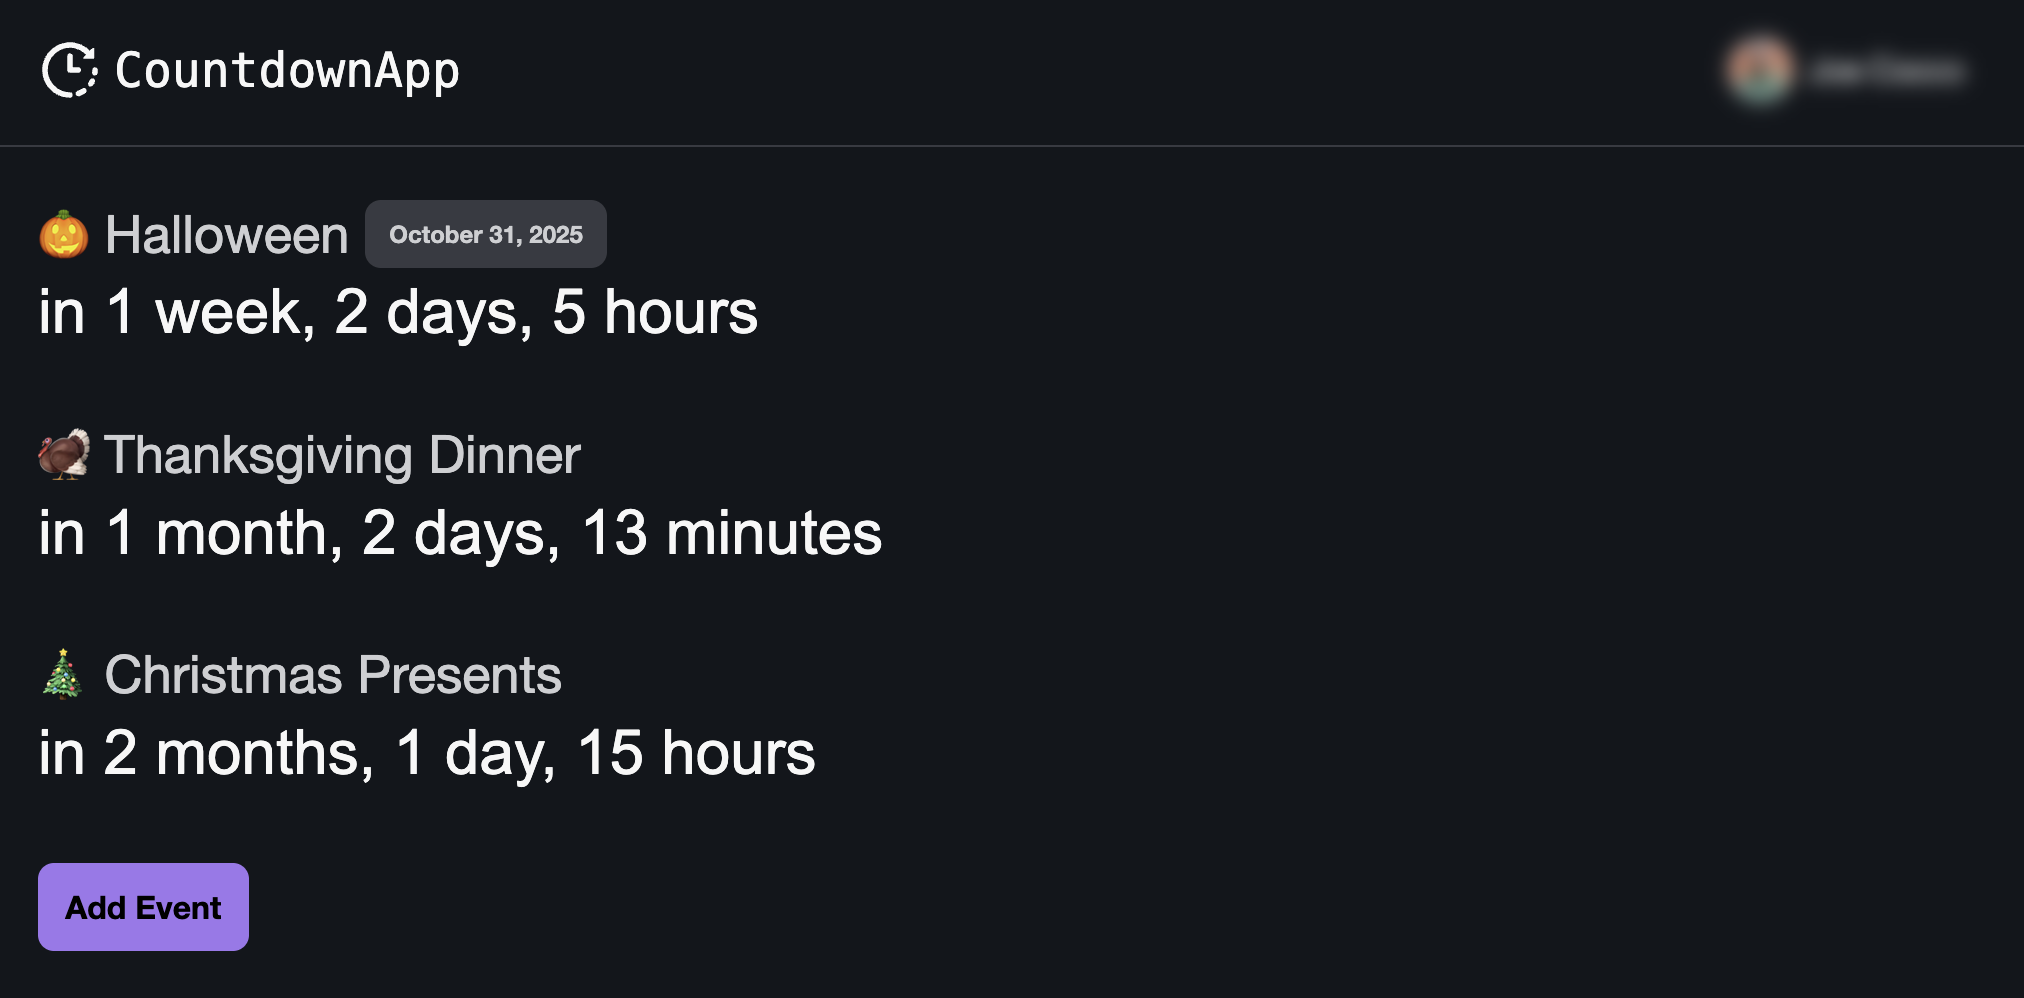 CountdownApp
Halloween October 31, 2025
in 1 week, 2 days, 5 hours
Thanksgiving Dinner
in 1 month, 2 days, 13 minutes
Christmas Presents
in 2 months, 1 day, 15 hours
Add Event